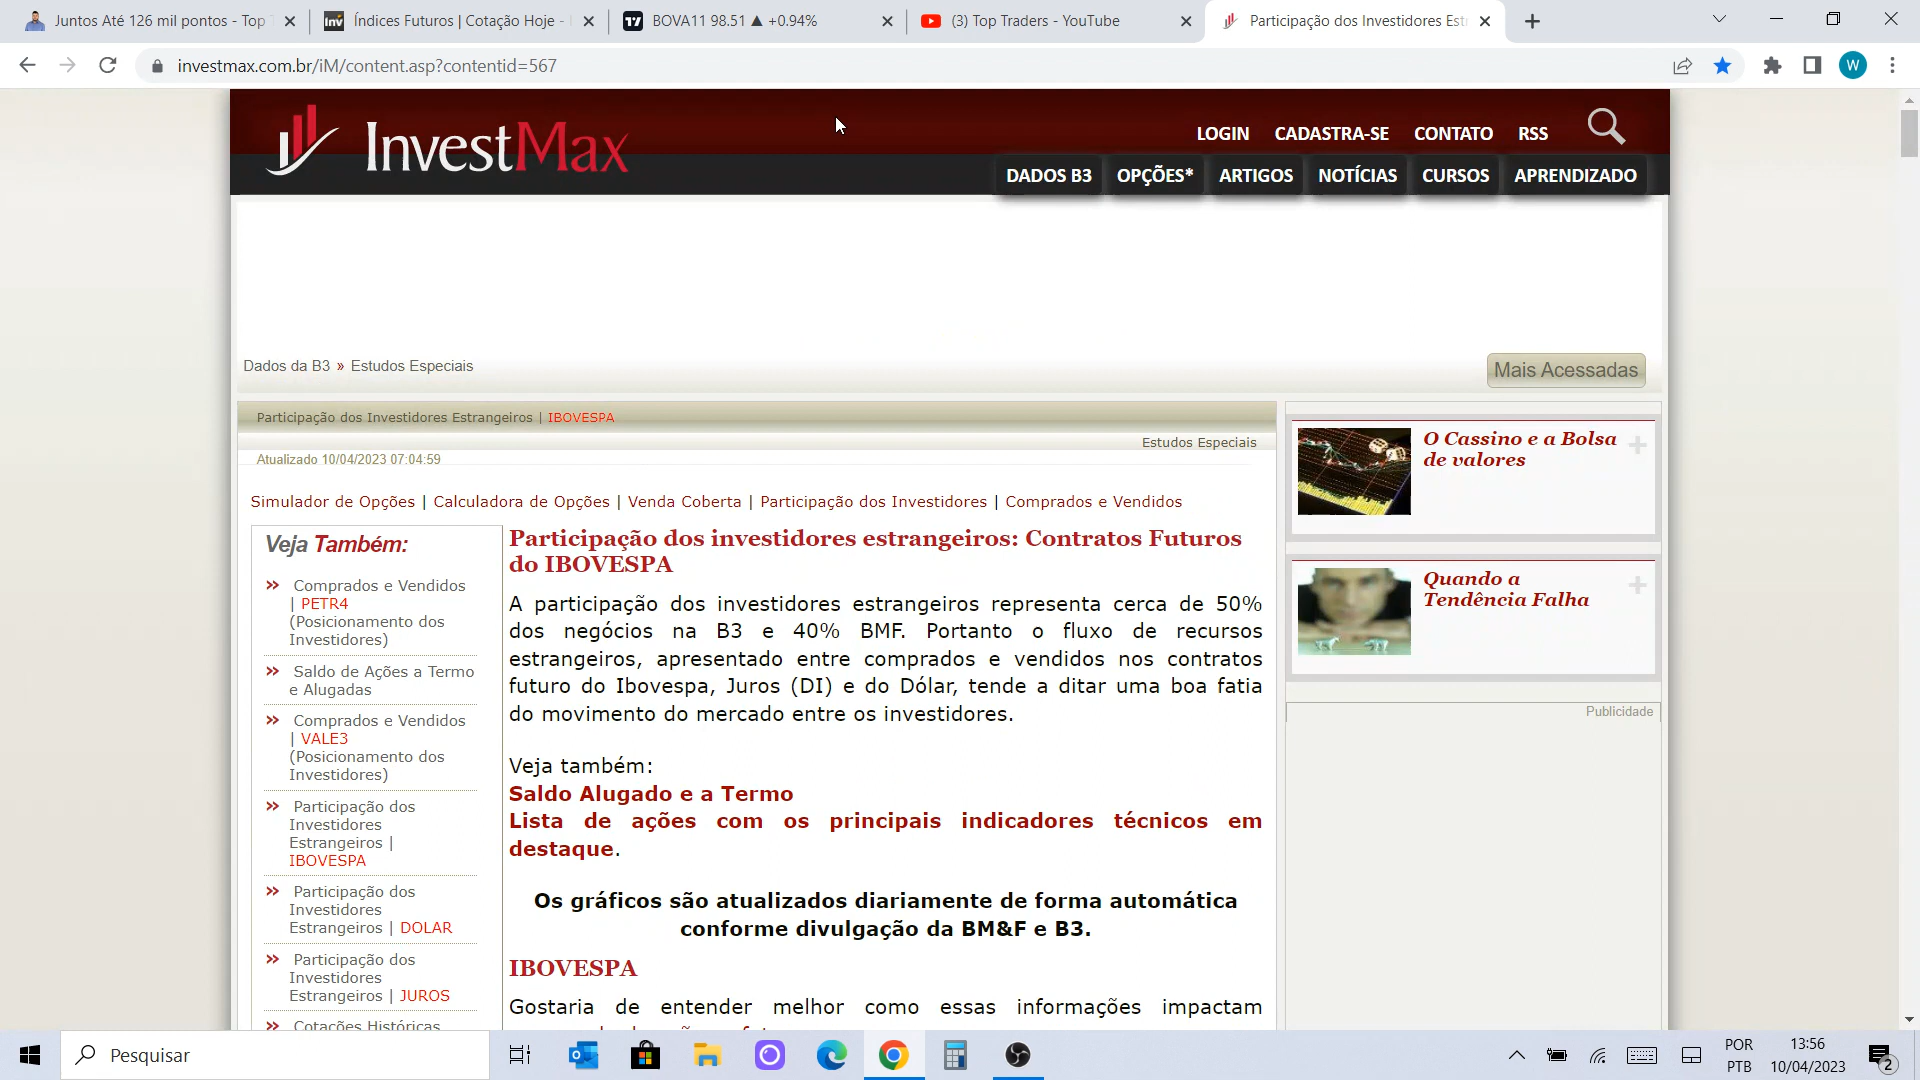 Juntos Até 126 mil pontos - Top
Índices Futuros | Cotação Hoje -
BOVA11 98.51 ▲ +0.94%
(3) Top Traders - YouTube
Participação dos Investidores Est
investmax.com.br/iM/content.asp?contentid=567
W
InvestMax
LOGIN CADASTRA-SE CONTATO RSS
DADOS B3 OPÇÕES* ARTIGOS NOTÍCIAS CURSOS APRENDIZADO
Dados da B3 » Estudos Especiais
Mais Acessadas
Participação dos Investidores Estrangeiros | IBOVESPA
Estudos Especiais
Atualizado 10/04/2023 07:04:59
Simulador de Opções | Calculadora de Opções | Venda Coberta | Participação dos Investidores | Comprados e Vendidos
Veja Também:
» Comprados e Vendidos
| PETR4
(Posicionamento dos
Investidores)
» Saldo de Ações a Termo
e Alugadas
» Comprados e Vendidos
| VALE3
(Posicionamento dos
Investidores)
» Participação dos
Investidores
Estrangeiros |
IBOVESPA
» Participação dos
Investidores
Estrangeiros | DOLAR
» Participação dos
Investidores
Estrangeiros | JUROS
» Cotações Históricas
Participação dos investidores estrangeiros: Contratos Futuros
do IBOVESPA
A participação dos investidores estrangeiros representa cerca de 50%
dos negócios na B3 e 40% BMF. Portanto o fluxo de recursos
estrangeiros, apresentado entre comprados e vendidos nos contratos
futuro do Ibovespa, Juros (DI) e do Dólar, tende a ditar uma boa fatia
do movimento do mercado entre os investidores.
Veja também:
Saldo Alugado e a Termo
Lista de ações com os principais indicadores técnicos em
destaque.
Os gráficos são atualizados diariamente de forma automática
conforme divulgação da BM&F e B3.
IBOVESPA
Gostaria de entender melhor como essas informações impactam
O Cassino e a Bolsa
de valores
Quando a
Tendência Falha
Publicidade
Pesquisar
POR
PTB
13:56
10/04/2023
2